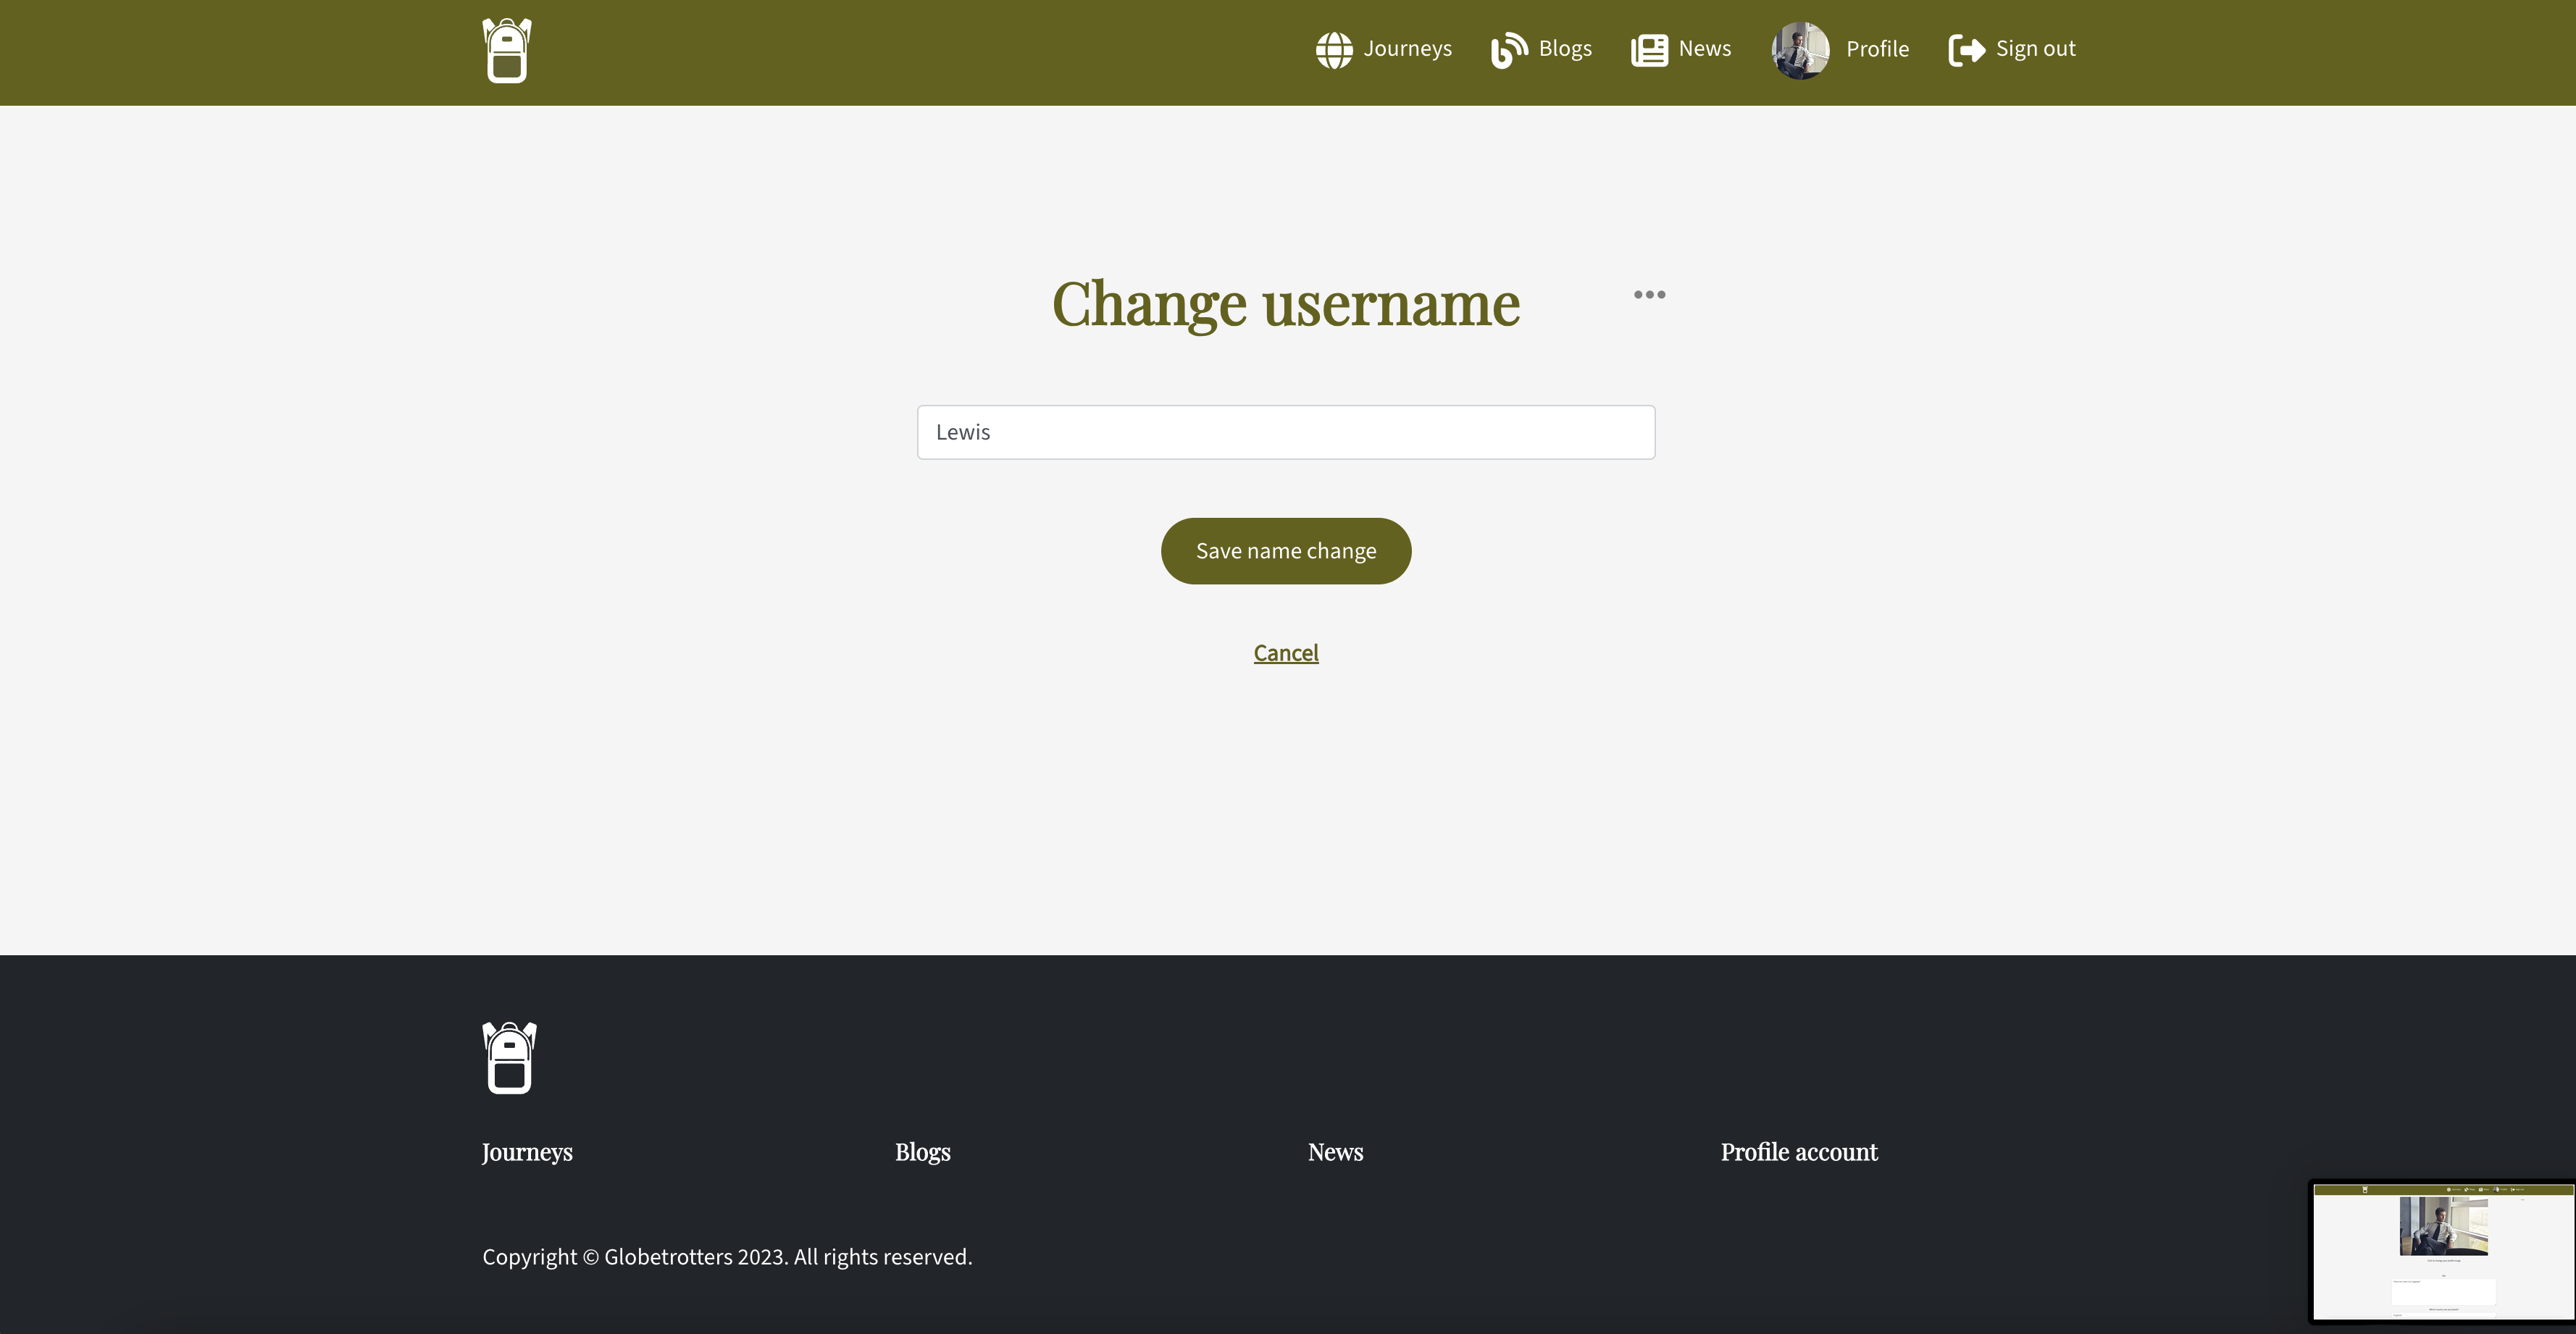 Journeys Blogs News Profile Sign out
Change username
Lewis
Save name change
Cancel
Journeys Blogs News Profile account
Copyright © Globetrotters 2023. All rights reserved.